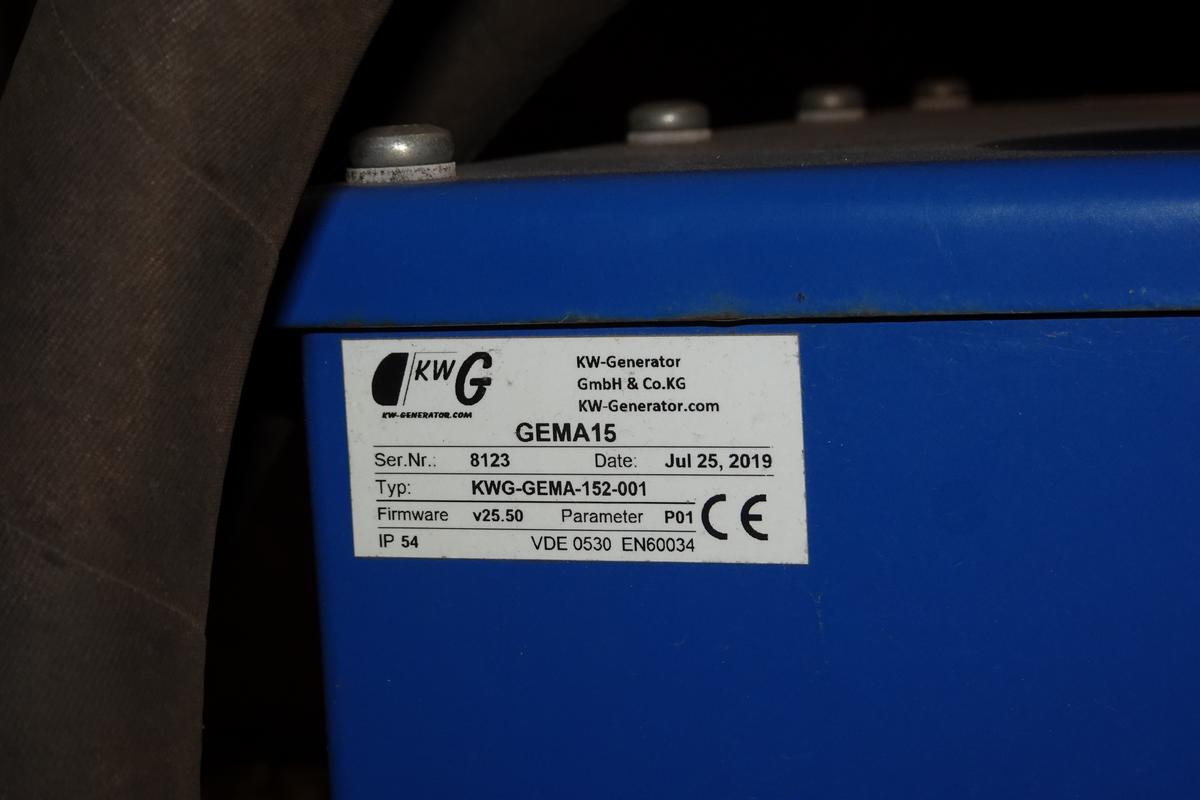 KWG
KW-GENERATOR.COM
KW-Generator
GmbH & Co.KG
KW-Generator.com
GEMA15
Ser.Nr.: 8123 Date: Jul 25, 2019
Typ: KWG-GEMA-152-001
Firmware v25.50 Parameter P01 CE
IP 54 VDE 0530 EN60034